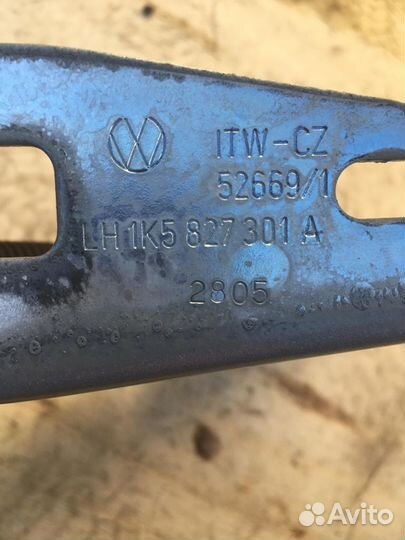 ITW-CZ
52669/1
LH 1K5 827 301 A
2805
Avito